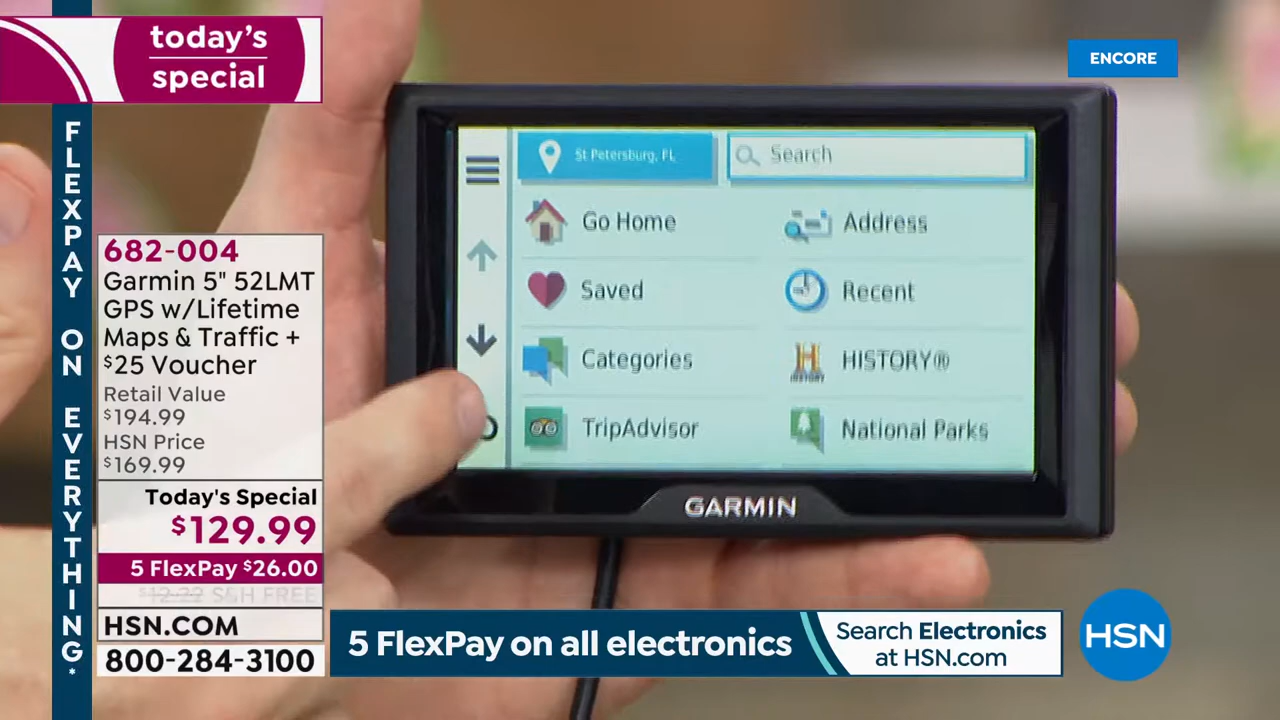 today's
special
FLEXPAY ON EVERYTHING*
682-004
Garmin 5" 52LMT
GPS w/Lifetime
Maps & Traffic +
$25 Voucher
Retail Value
$194.99
HSN Price
$169.99
Today's Special
$129.99
5 FlexPay $26.00
$12.22 S&H FREE
HSN.COM
800-284-3100
ENCORE
St Petersburg, FL
Search
Go Home
Address
Saved
Recent
Categories
H
HISTORY
HISTORY®
TripAdvisor
National Parks
GARMIN
5 FlexPay on all electronics
Search Electronics
at HSN.com
HSN